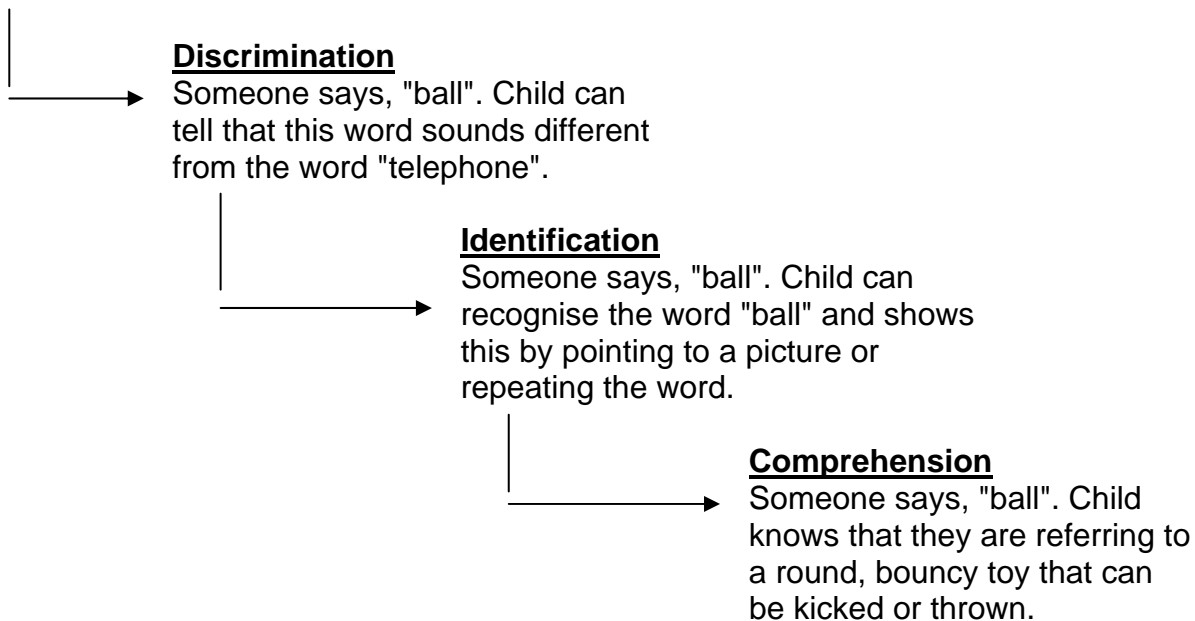 Discrimination
Someone says, "ball". Child can
tell that this word sounds different
from the word "telephone".
Identification
Someone says, "ball". Child can
recognise the word "ball" and shows
this by pointing to a picture or
repeating the word.
Comprehension
Someone says, "ball". Child
knows that they are referring to
a round, bouncy toy that can
be kicked or thrown.